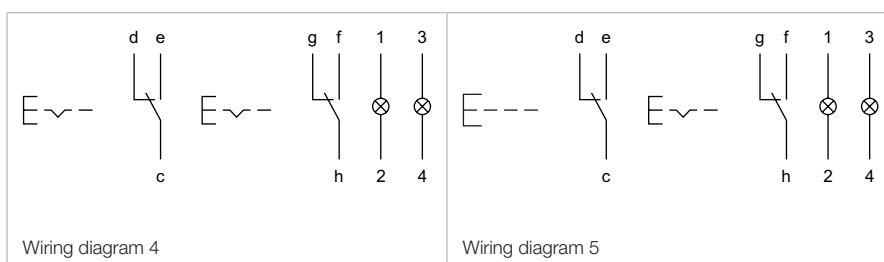 d e g f 1 3 d e g f 1 3
c h 2 4 c h 2 4
Wiring diagram 4 Wiring diagram 5